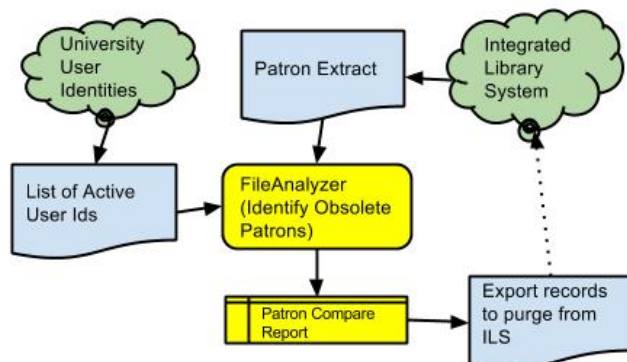 University
User
Identities
Patron Extract
Integrated
Library
System
List of Active
User Ids
FileAnalyzer
(Identify Obsolete
Patrons)
Patron Compare
Report
Export records
to purge from
ILS